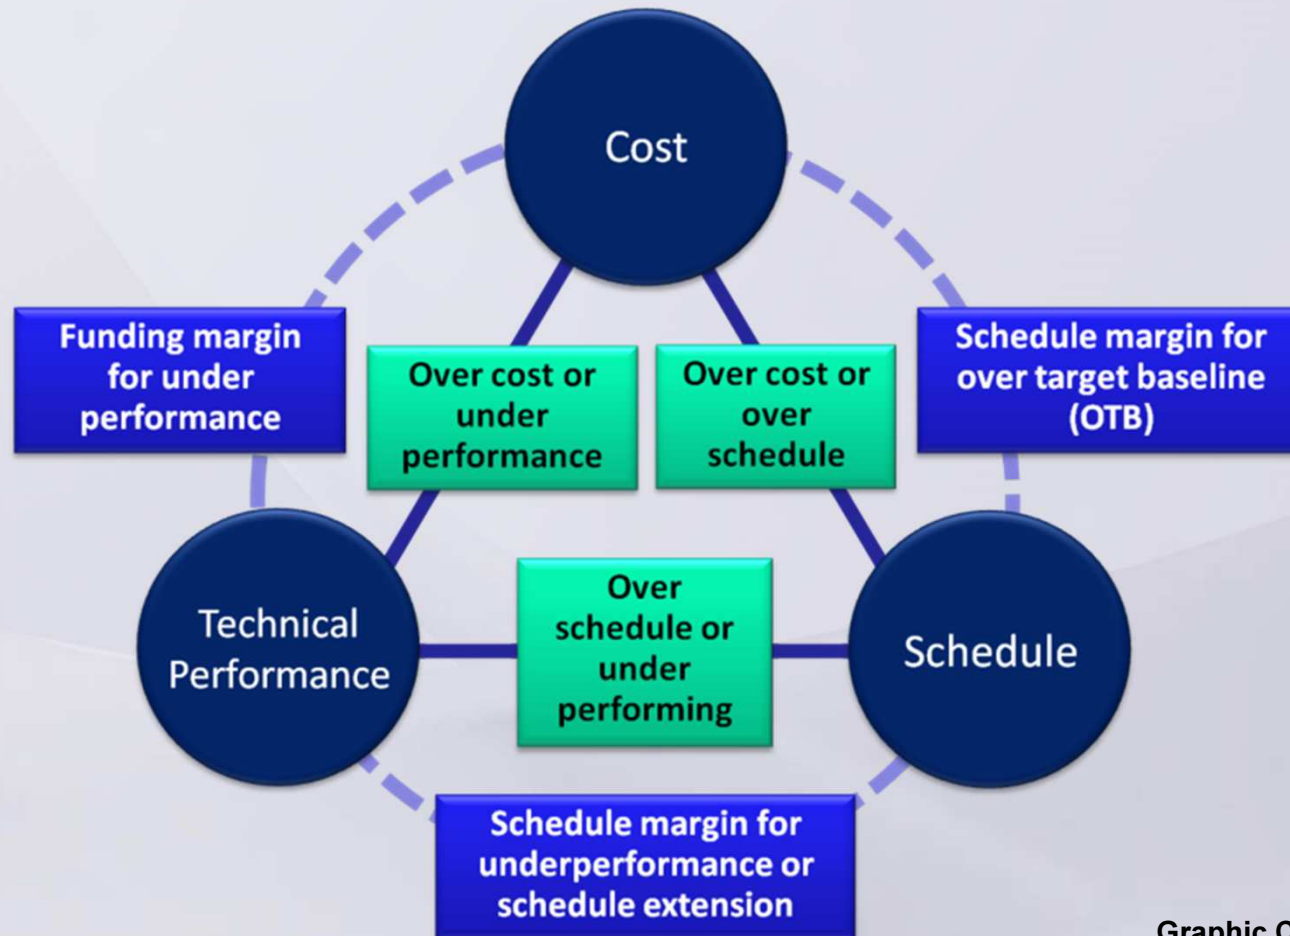 Cost
Funding margin
for under
performance
Over cost or
under
performance
Over cost or
over
schedule
Schedule margin for
over target baseline
(OTB)
Technical
Performance
Over
schedule or
under
performing
Schedule
Schedule margin for
underperformance or
schedule extension
Graphic